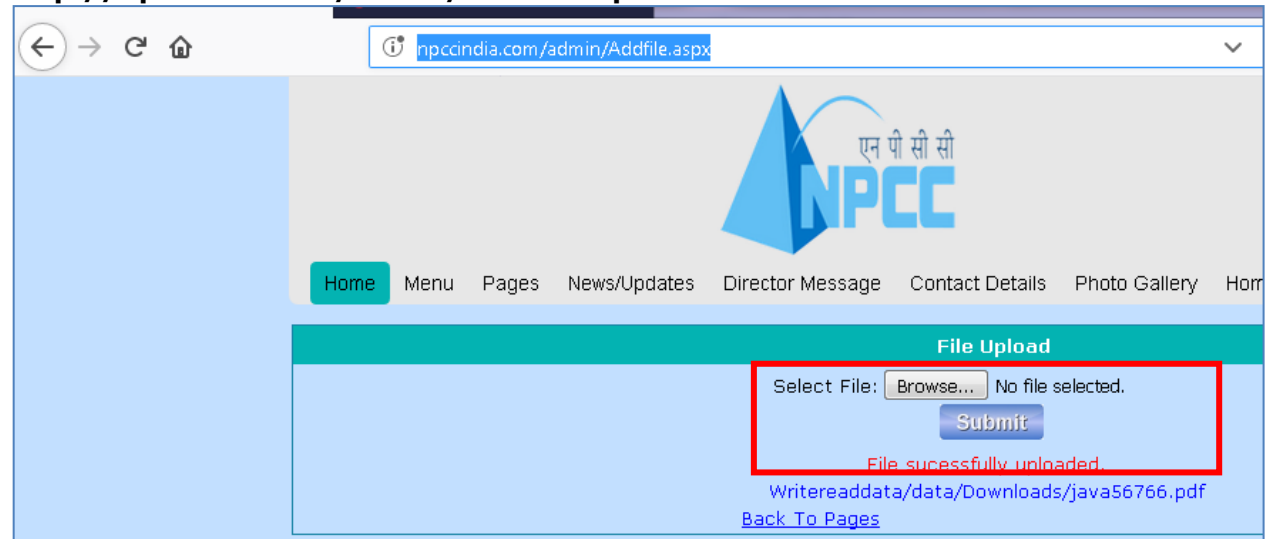 npccindia.com/admin/Addfile.aspx
एन पी सी सी
NPCC
Home Menu Pages News/Updates Director Message Contact Details Photo Gallery Hom
File Upload
Select File: Browse... No file selected.
Submit
File sucessfully uploaded.
Writereaddata/data/Downloads/java56766.pdf
Back To Pages